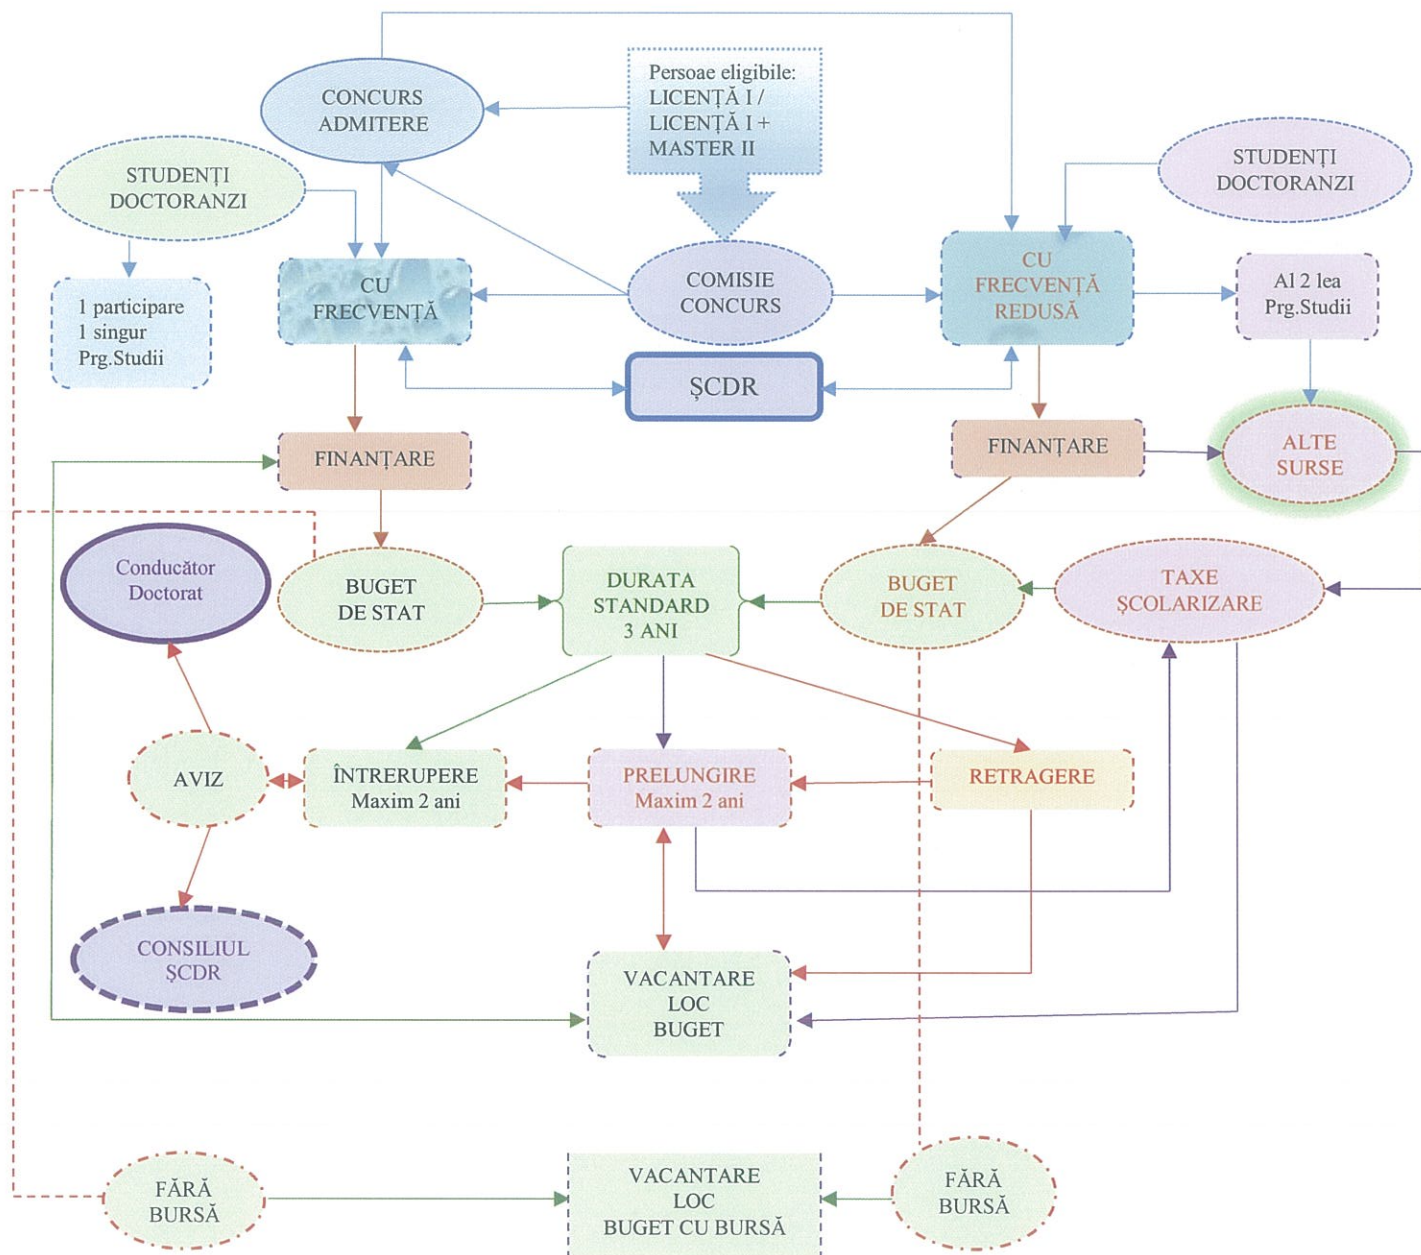 CONCURS
ADMITERE
Persoae eligibile:
LICENȚĂ I /
LICENȚĂ I +
MASTER II
STUDENȚI
DOCTORANZI
STUDENȚI
DOCTORANZI
1 participare
1 singur
Prg.Studii
CU
FRECVENȚĂ
COMISIE
CONCURS
CU
FRECVENȚĂ
REDUSĂ
Al 2 lea
Prg.Studii
ȘCDR
FINANȚARE
FINANȚARE
ALTE
SURSE
Conducător
Doctorat
BUGET
DE STAT
DURATA
STANDARD
3 ANI
BUGET
DE STAT
TAXE
ȘCOLARIZARE
AVIZ
ÎNTRERUPERE
Maxim 2 ani
PRELUNGIRE
Maxim 2 ani
RETRAGERE
CONSILIUL
ȘCDR
VACANTARE
LOC
BUGET
FĂRĂ
BURSĂ
VACANTARE
LOC
BUGET CU BURSĂ
FĂRĂ
BURSĂ